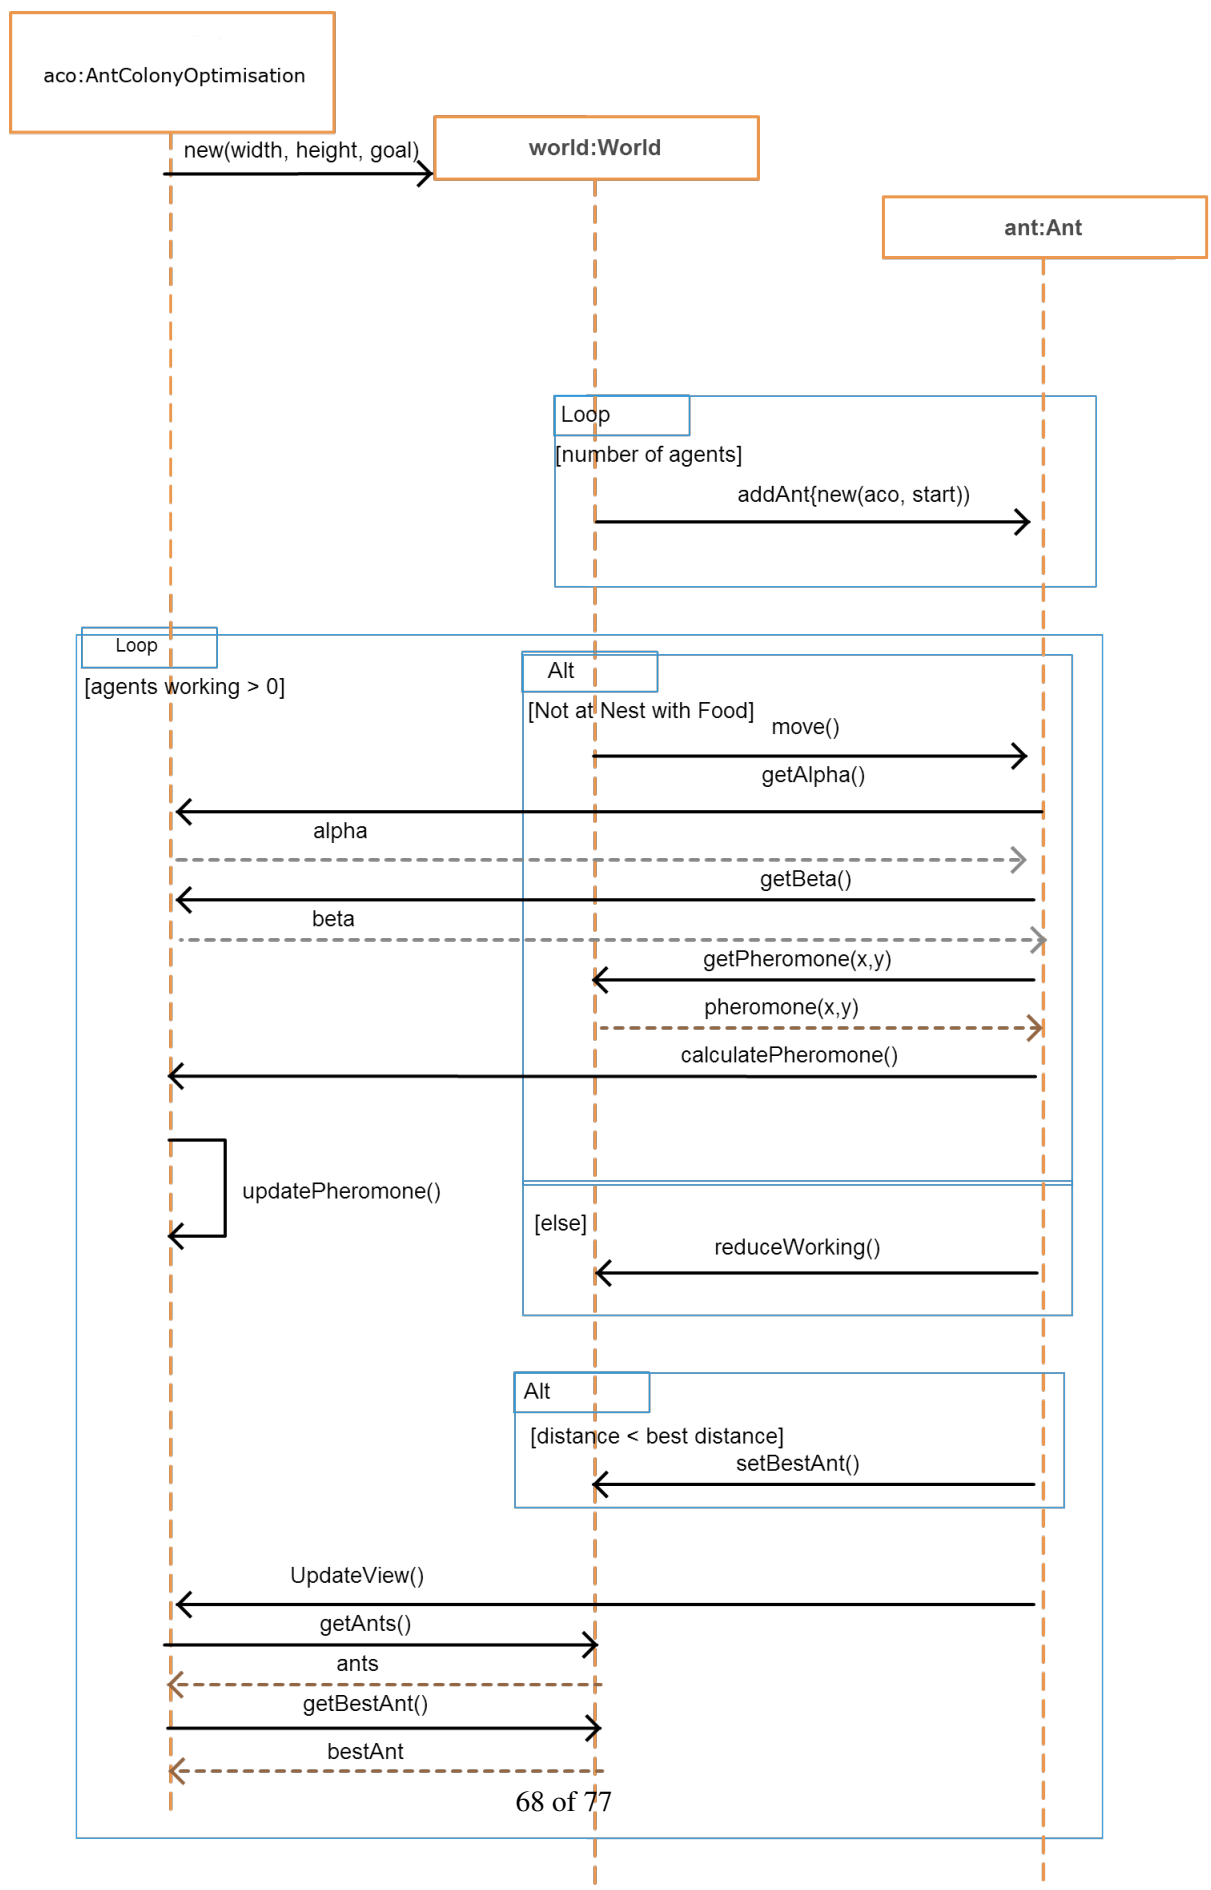 aco:AntColonyOptimisation
new(width, height, goal)
world:World
ant:Ant
Loop
[number of agents]
addAnt{new(aco, start))
Loop
[agents working > 0]
Alt
[Not at Nest with Food]
move()
getAlpha()
alpha
getBeta()
beta
getPheromone(x,y)
pheromone(x,y)
calculatePheromone()
updatePheromone()
[else]
reduceWorking()
Alt
[distance < best distance]
setBestAnt()
UpdateView()
getAnts()
ants
getBestAnt()
bestAnt
68 of 77